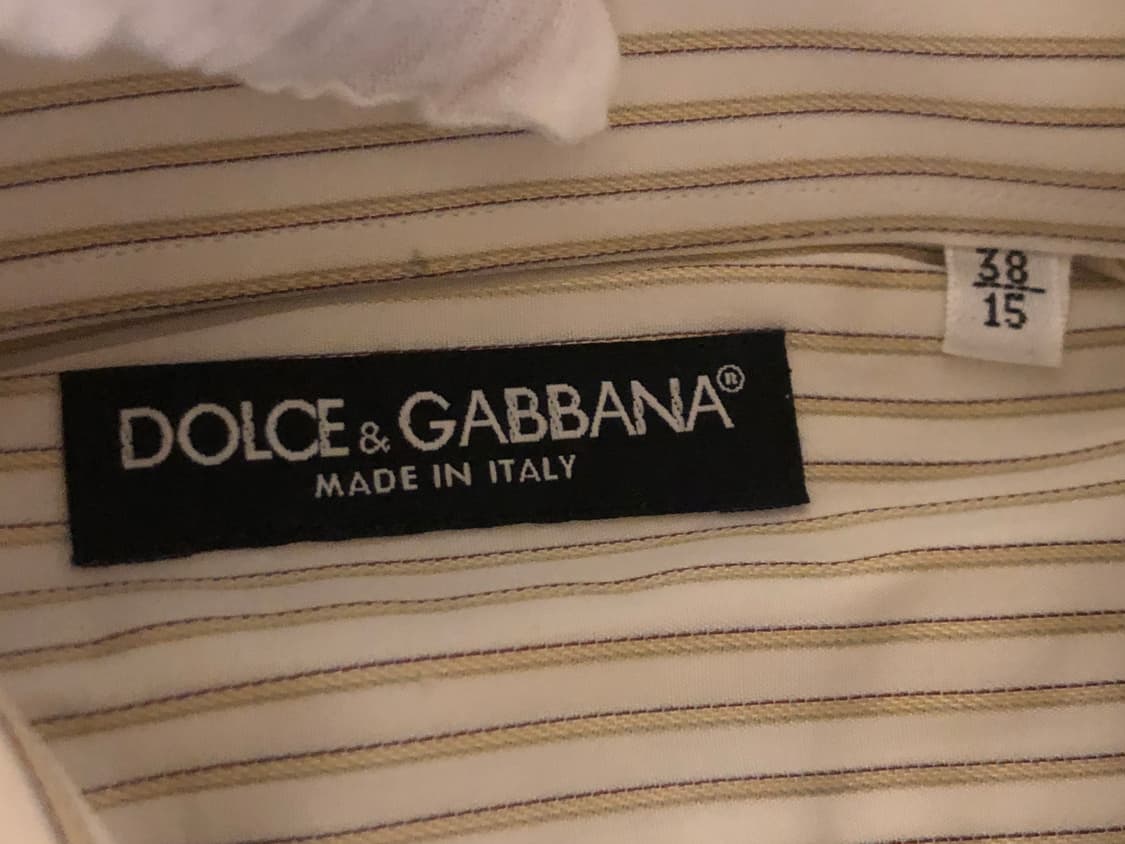 DOLCE & GABBANA®
MADE IN ITALY
38
15